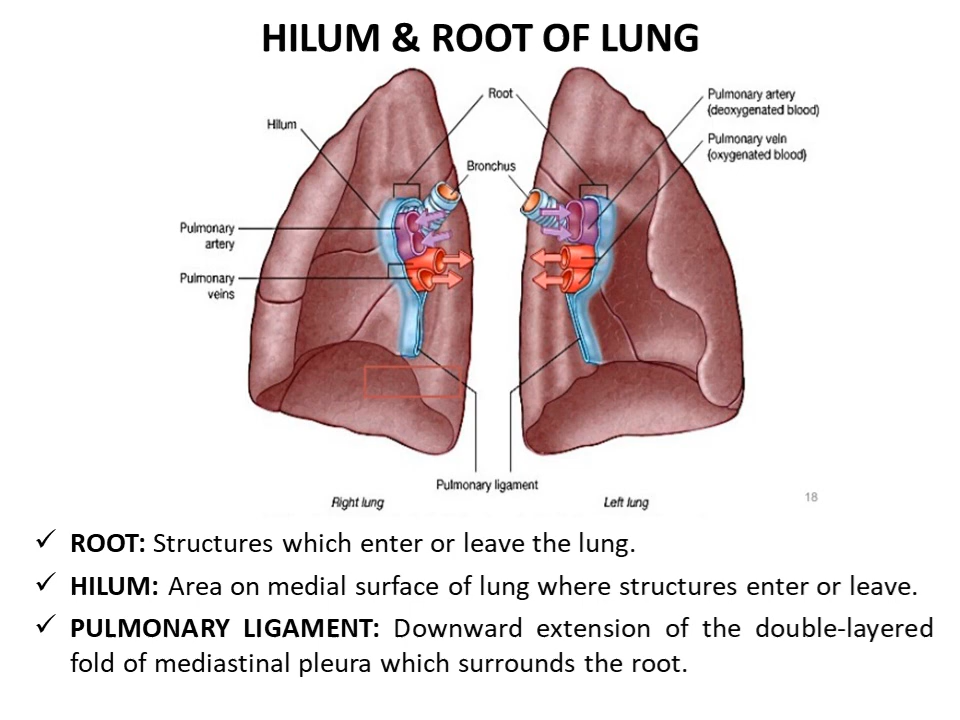 HILUM & ROOT OF LUNG
Root
Pulmonary artery
(deoxygenated blood)
Hilum
Pulmonary vein
(oxygenated blood)
Bronchus
Pulmonary
artery
Pulmonary
veins
Pulmonary ligament
Right lung
Left lung
18
✓ ROOT: Structures which enter or leave the lung.
✓ HILUM: Area on medial surface of lung where structures enter or leave.
✓ PULMONARY LIGAMENT: Downward extension of the double-layered
fold of mediastinal pleura which surrounds the root.